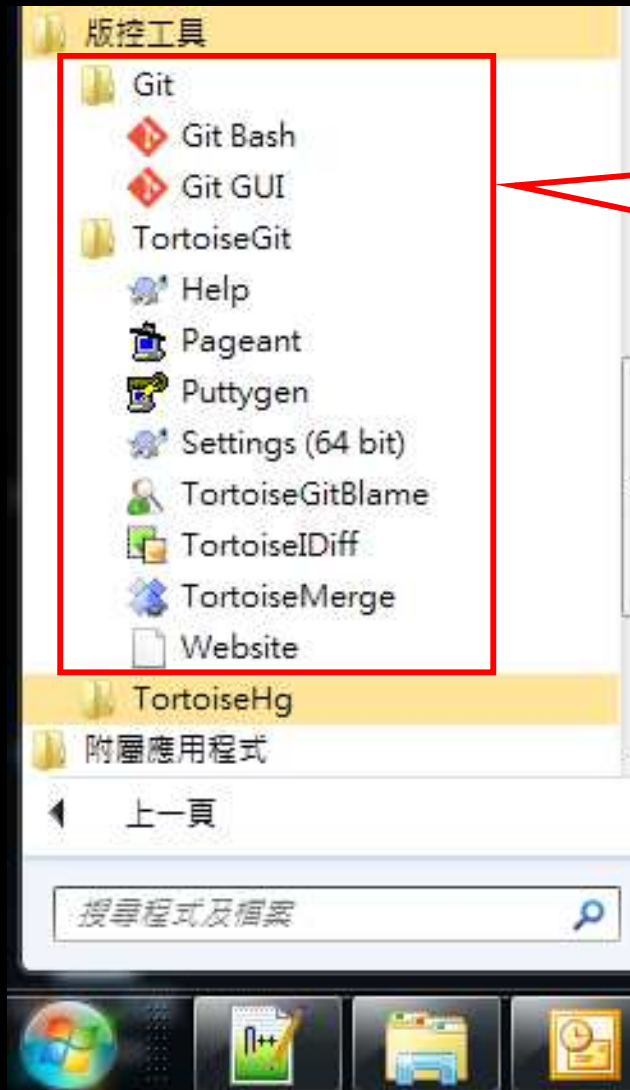 版控工具
Git
Git Bash
Git GUI
TortoiseGit
Help
Pageant
Puttygen
Settings (64 bit)
TortoiseGitBlame
TortoiseIDiff
TortoiseMerge
Website
TortoiseHg
附屬應用程式
上一頁
搜尋程式及檔案
n++